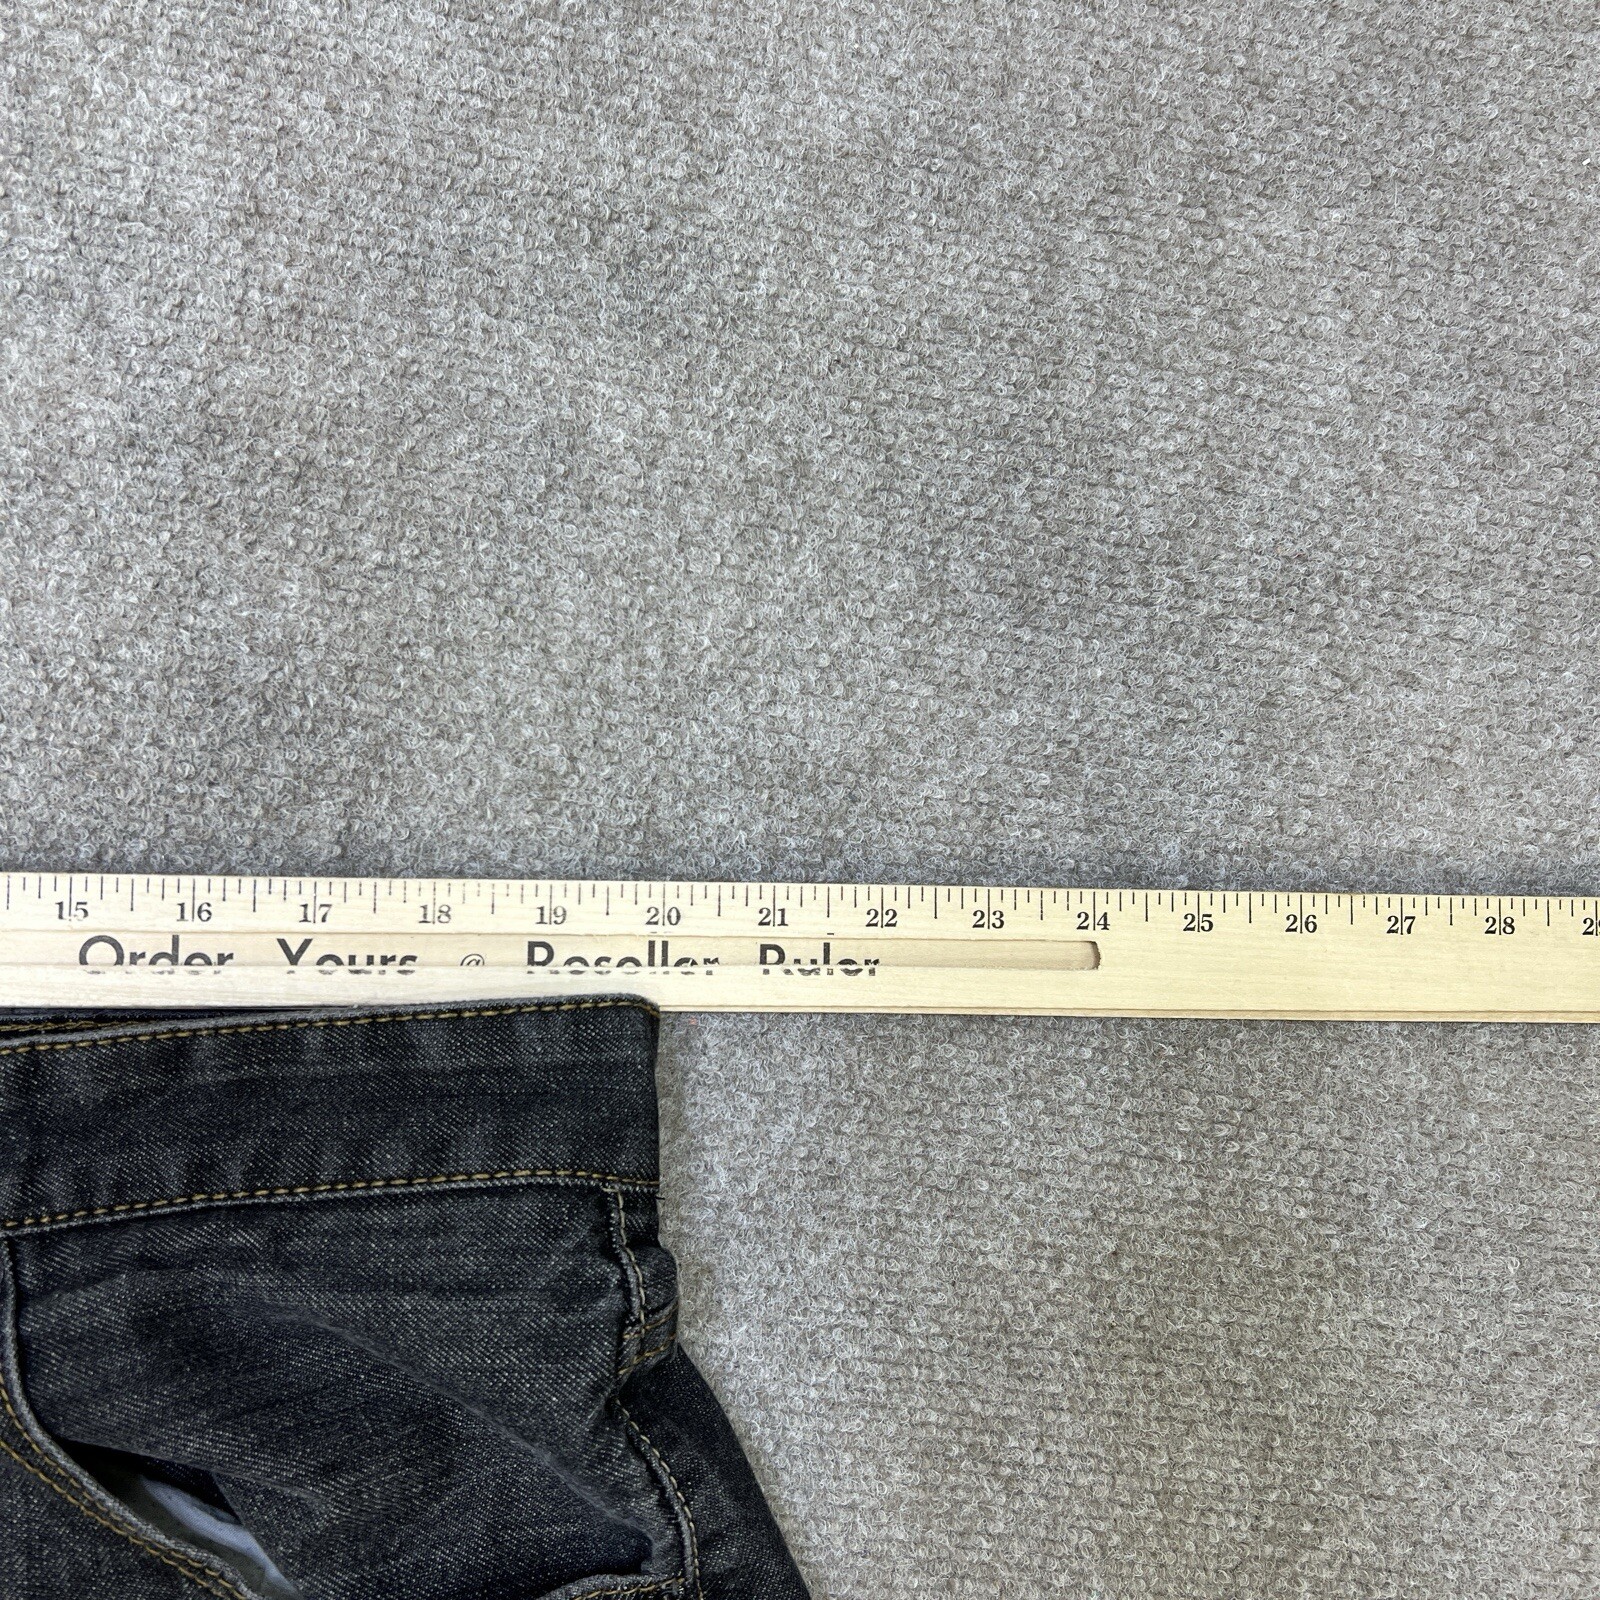 15 16 17 18 19 20 21 22 23 24 25 26 27 28
Order Yours @ Reseller Ruler